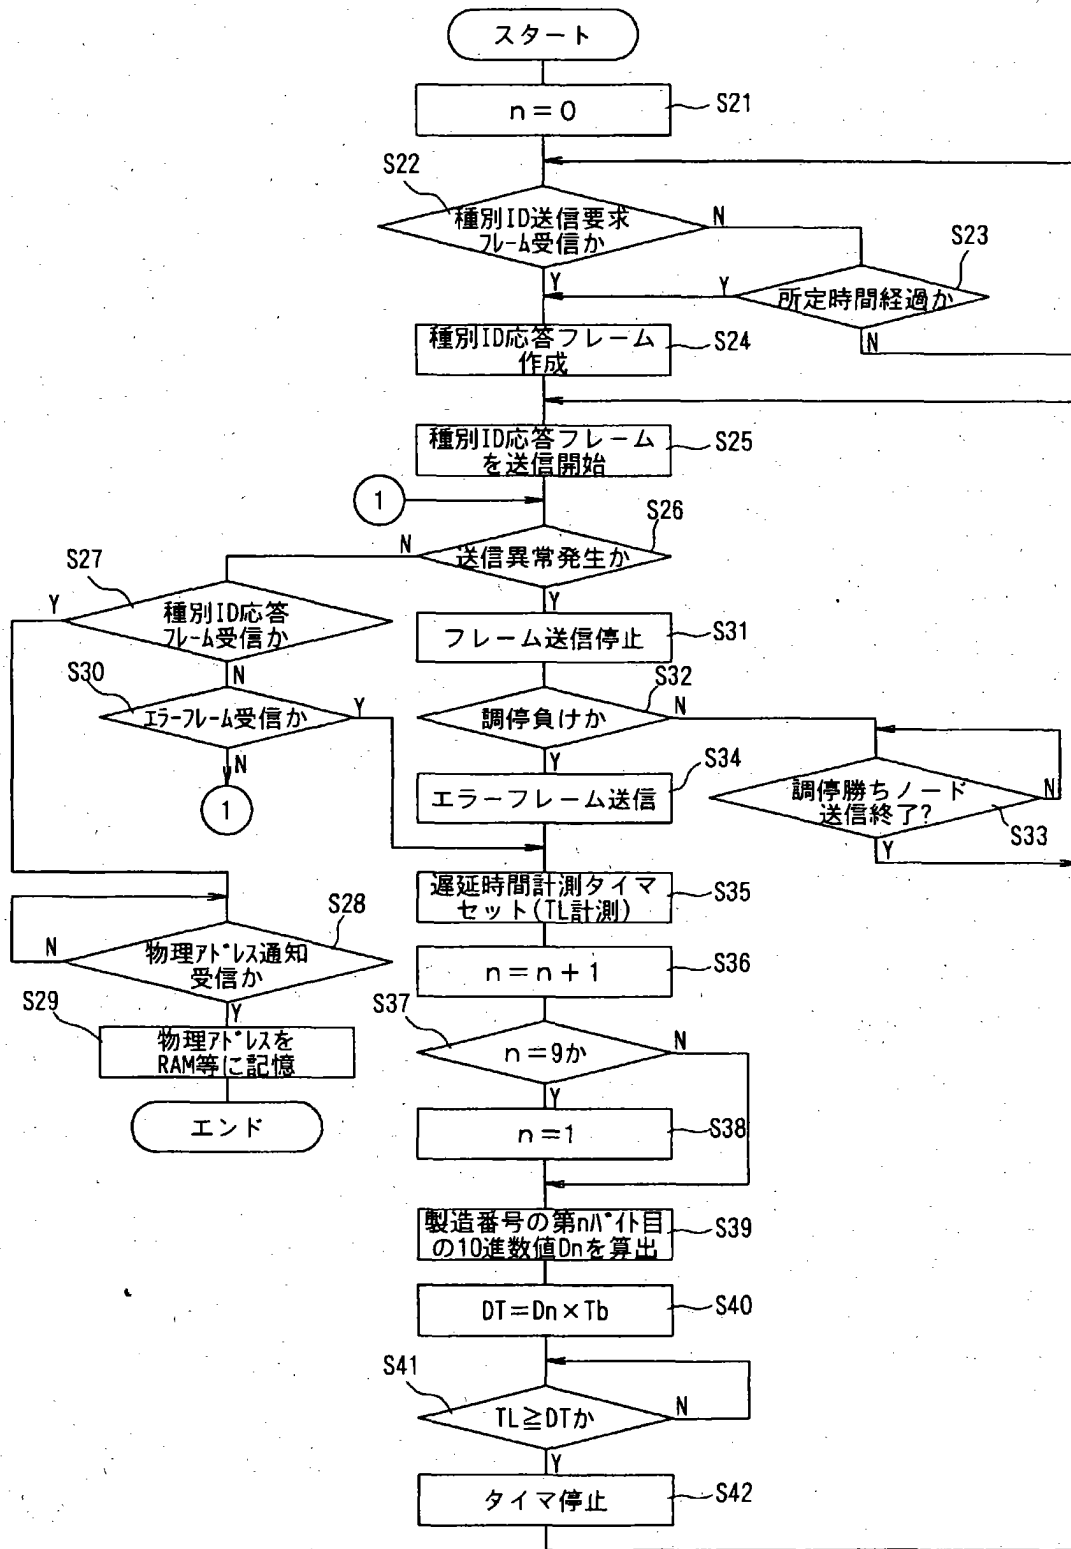 スタート
n=0
S21
S22
種別ID送信要求
フレーム受信か
N
Y
S23
所定時間経過か
Y
N
種別ID応答フレーム
作成
S24
種別ID応答フレーム
を送信開始
S25
1
S26
送信異常発生か
N
Y
S27
種別ID応答
フレーム受信か
Y
N
フレーム送信停止
S31
S30
エラーフレーム受信か
Y
N
1
S32
調停負けか
N
Y
エラーフレーム送信
S34
調停勝ちノード
送信終了?
N
Y
S33
遅延時間計測タイマ
セット(TL計測)
S35
S28
物理アドレス通知
受信か
N
Y
n=n+1
S36
S29
物理アドレスを
RAM等に記憶
エンド
S37
n=9か
N
Y
n=1
S38
製造番号の第nバイト目
の10進数値Dnを算出
S39
DT=Dn×Tb
S40
S41
TL≧DTか
N
Y
タイマ停止
S42